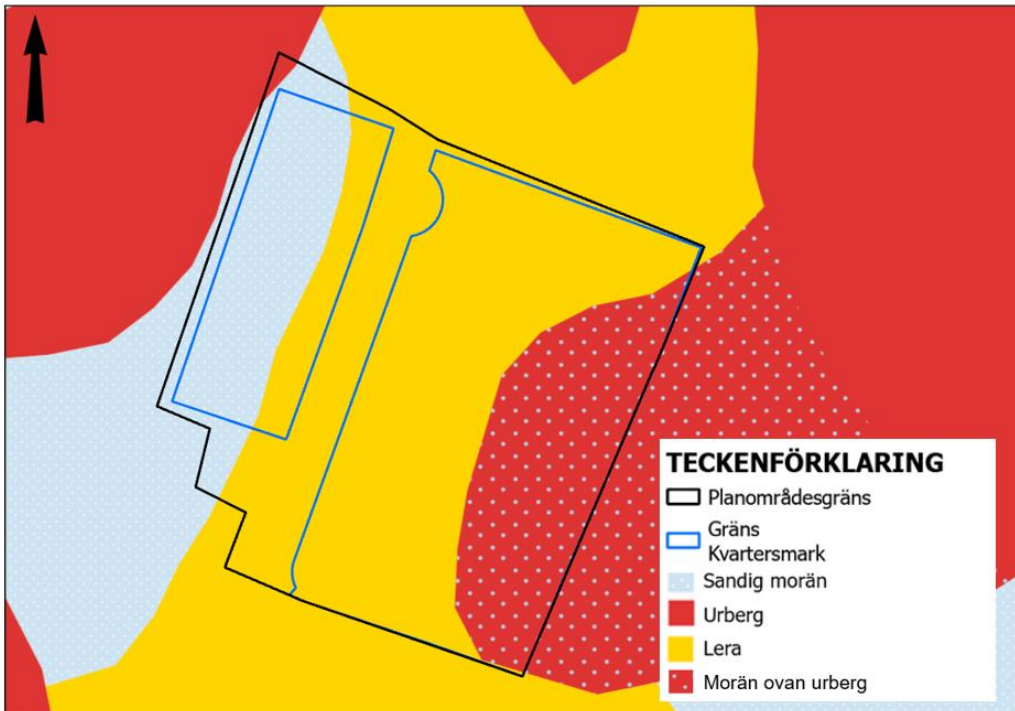 TECKENFÖRKLARING
Planområdesgräns
Gräns
Kvartersmark
Sandig morän
Urberg
Lera
Morän ovan urberg